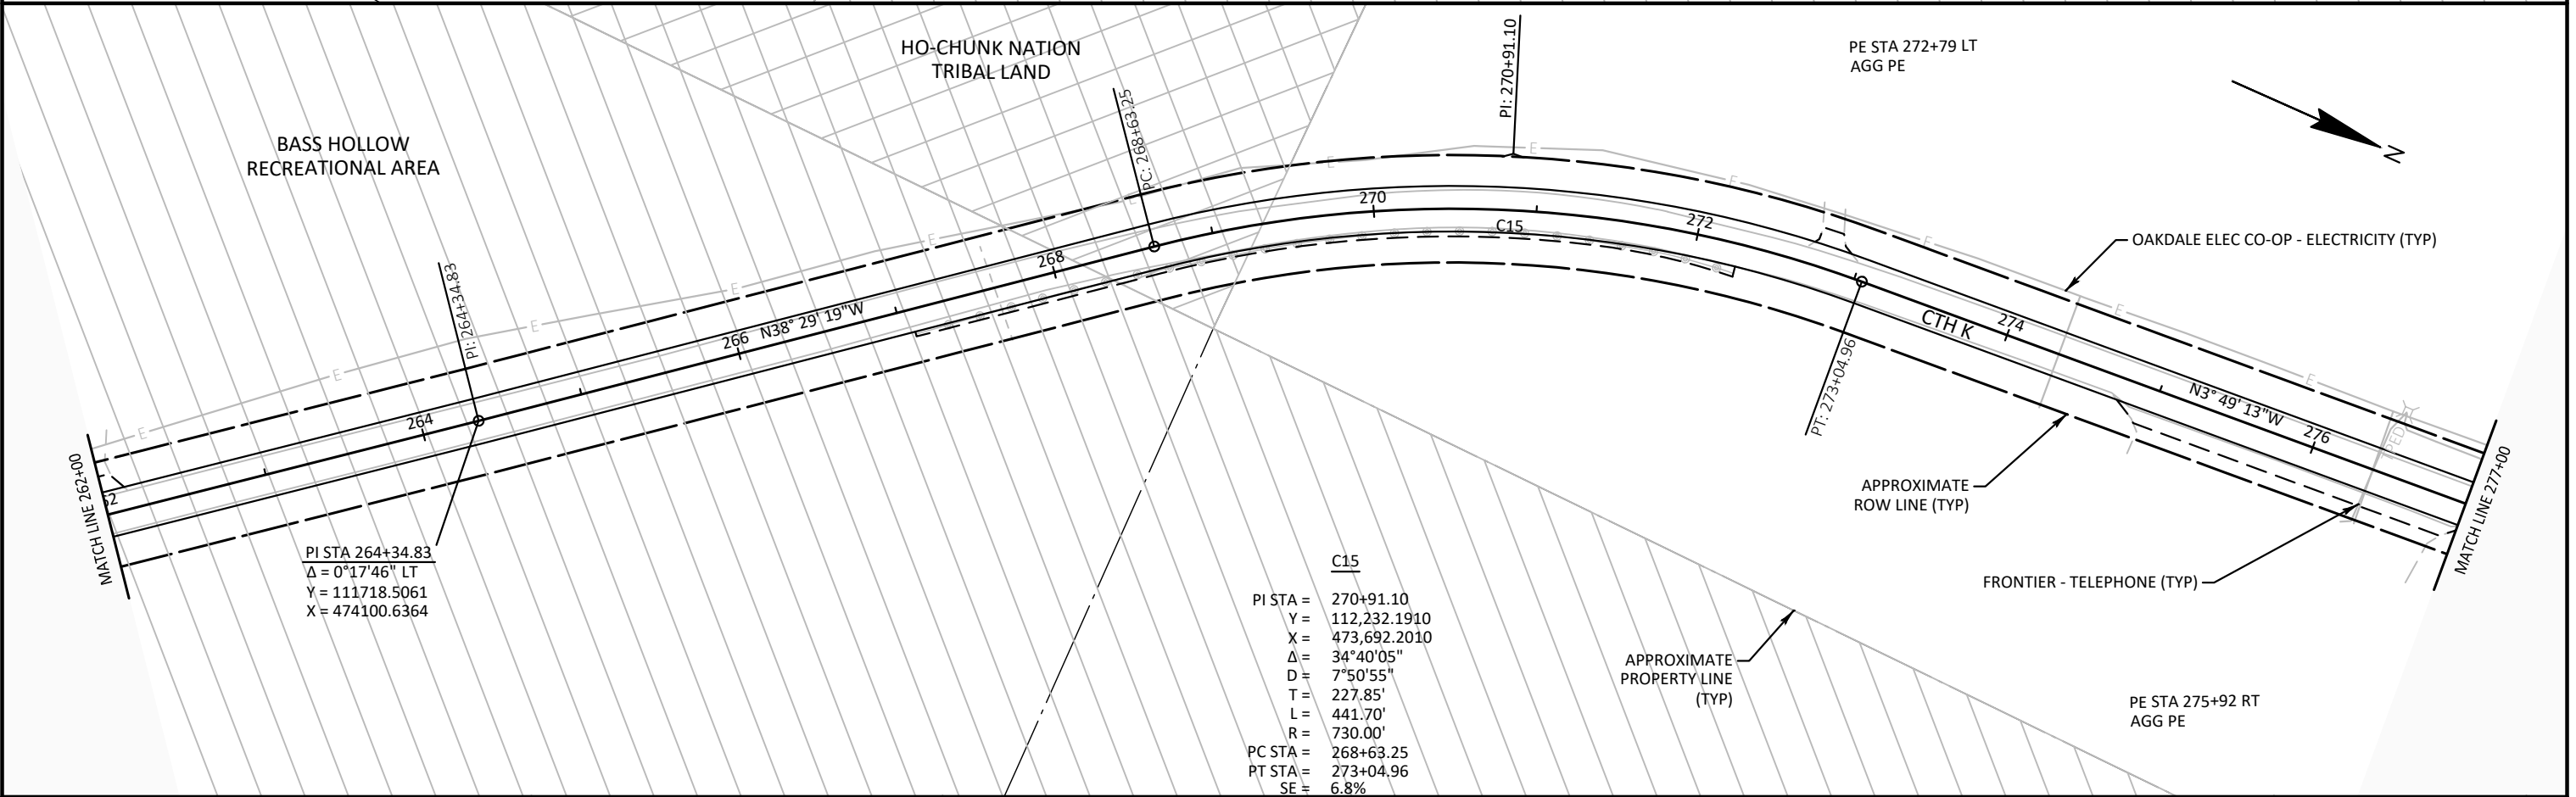 HO-CHUNK NATION
TRIBAL LAND
PE STA 272+79 LT
AGG PE
PI: 270+91.10
BASS HOLLOW
RECREATIONAL AREA
PC: 268+63.25
N
270
272
C15
E
E
E
E
E
E
E
E
E
E
E
OAKDALE ELEC CO-OP - ELECTRICITY (TYP)
268
PI: 264+34.83
266
N38° 29' 19"W
264
CTH K
274
PT: 273+04.96
N3° 49' 13"W
276
PED
MATCH LINE 262+00
MATCH LINE 277+00
APPROXIMATE
ROW LINE (TYP)
PI STA 264+34.83
Δ = 0°17'46" LT
Y = 111718.5061
X = 474100.6364
FRONTIER - TELEPHONE (TYP)
C15
PI STA = 270+91.10
Y = 112,232.1910
X = 473,692.2010
Δ = 34°40'05"
D = 7°50'55"
T = 227.85'
L = 441.70'
R = 730.00'
PC STA = 268+63.25
PT STA = 273+04.96
SE = 6.8%
APPROXIMATE
PROPERTY LINE
(TYP)
PE STA 275+92 RT
AGG PE